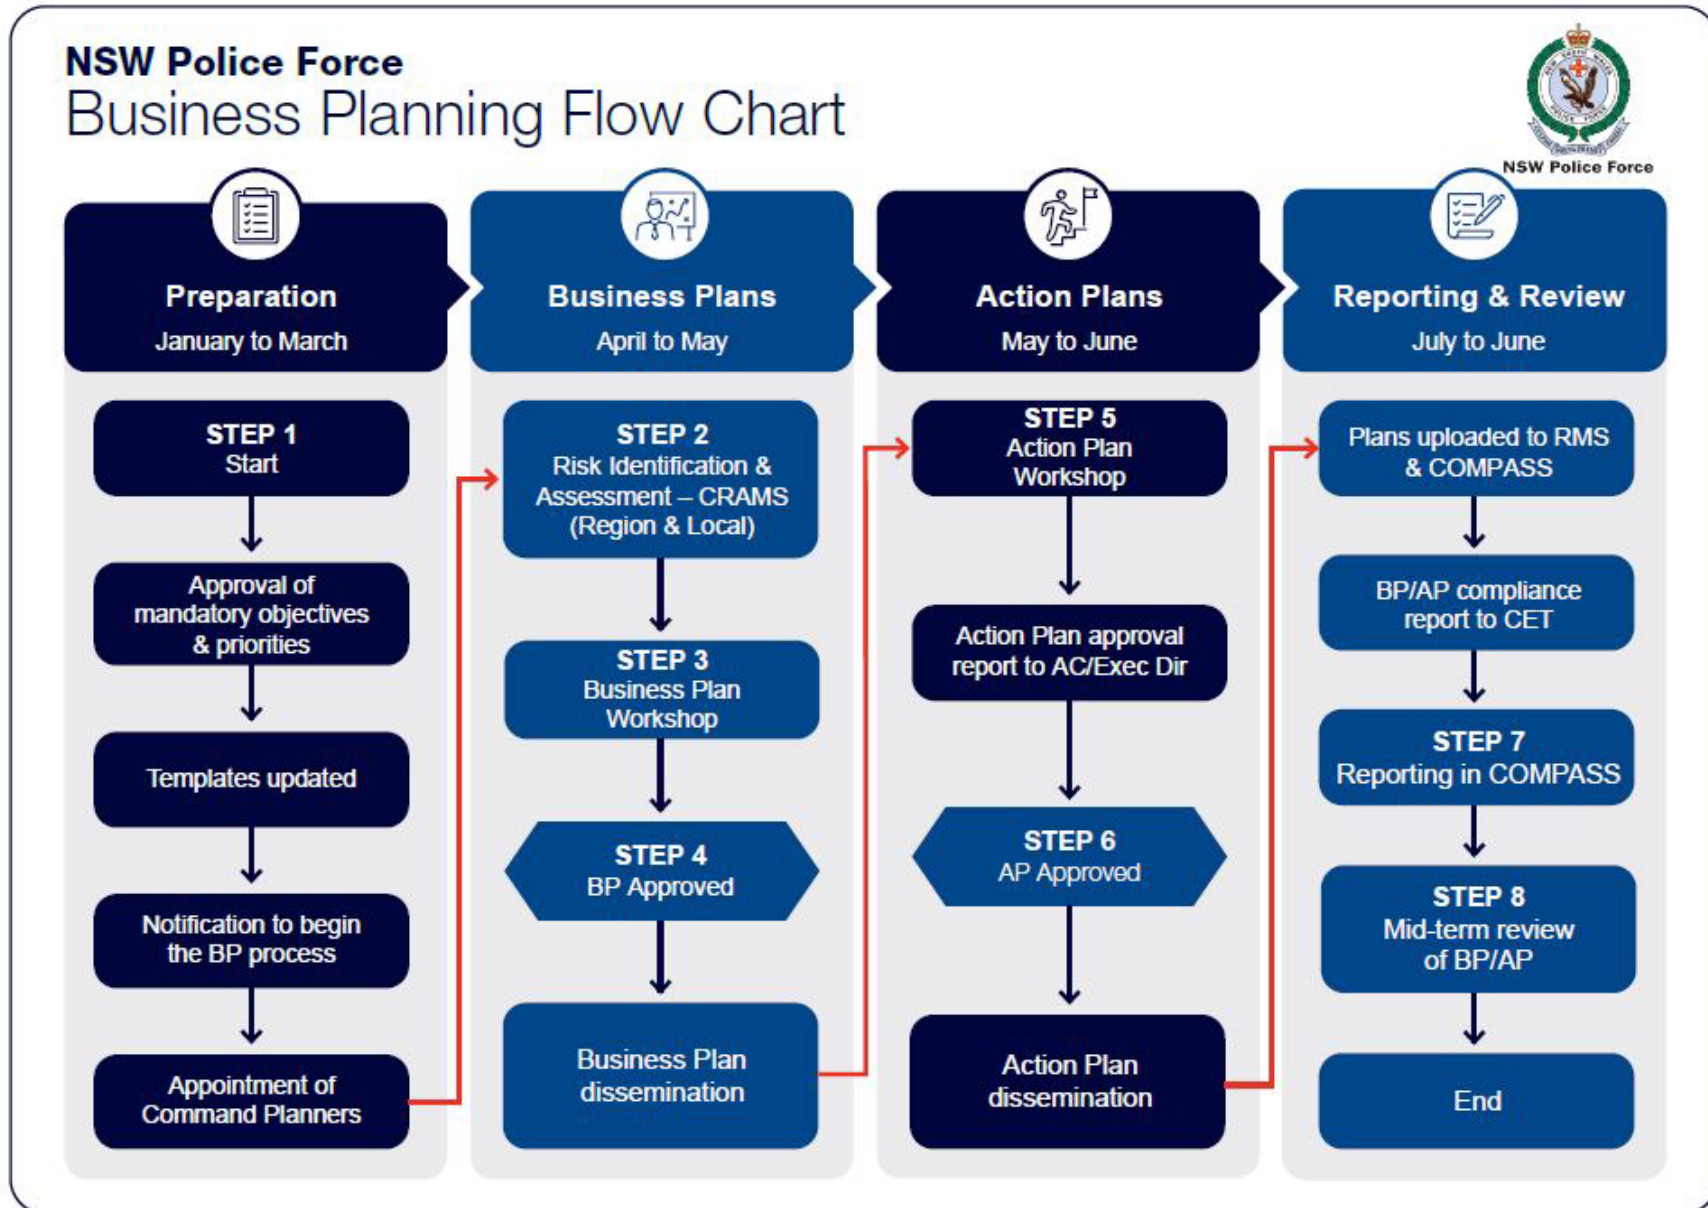 NSW Police Force
Business Planning Flow Chart
NSW Police Force
Preparation
January to March
STEP 1
Start
Approval of
mandatory objectives
& priorities
Templates updated
Notification to begin
the BP process
Appointment of
Command Planners
Business Plans
April to May
STEP 2
Risk Identification &
Assessment – CRAMS
(Region & Local)
STEP 3
Business Plan
Workshop
STEP 4
BP Approved
Business Plan
dissemination
Action Plans
May to June
STEP 5
Action Plan
Workshop
Action Plan approval
report to AC/Exec Dir
STEP 6
AP Approved
Action Plan
dissemination
Reporting & Review
July to June
Plans uploaded to RMS
& COMPASS
BP/AP compliance
report to CET
STEP 7
Reporting in COMPASS
STEP 8
Mid-term review
of BP/AP
End